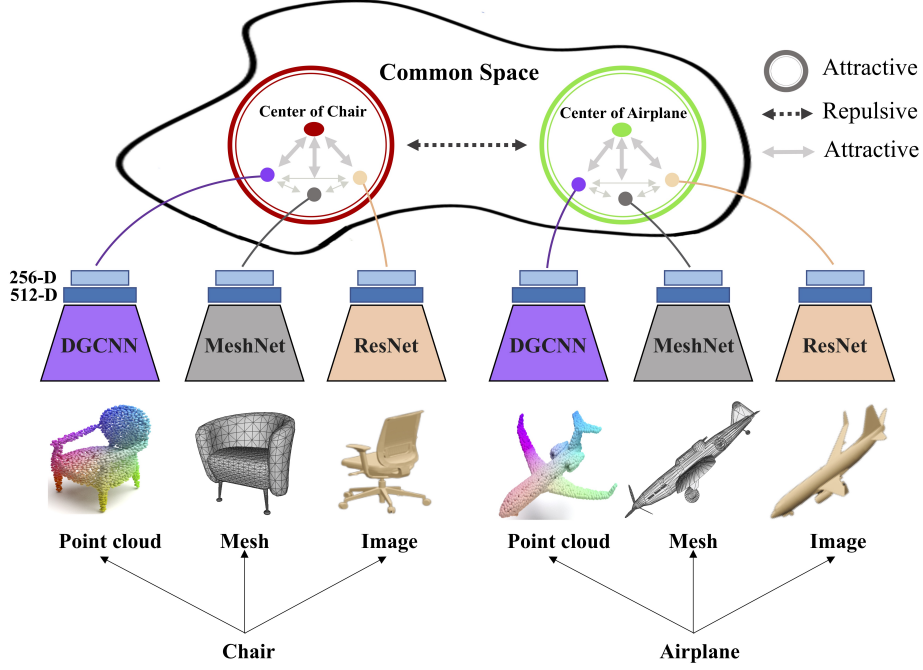 Common Space
Attractive
Repulsive
Attractive
Center of Chair
Center of Airplane
256-D
512-D
DGCNN
MeshNet
ResNet
DGCNN
MeshNet
ResNet
Point cloud
Mesh
Image
Point cloud
Mesh
Image
Chair
Airplane